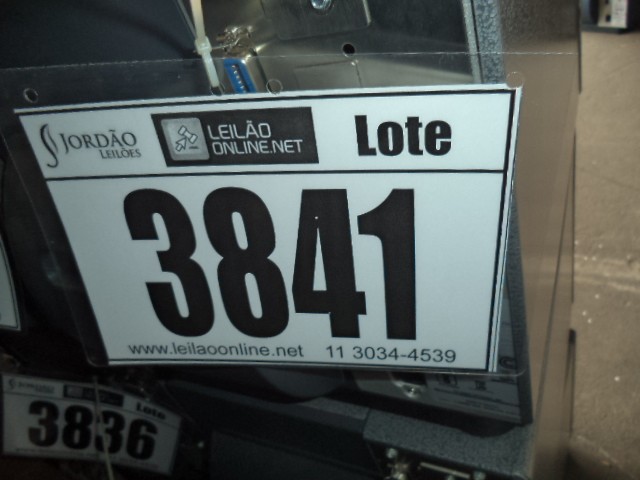 JORDÃO
LEILÕES
LEILÃO
ONLINE.NET
Lote
3841
www.leilaoonline.net 11 3034-4539
Lote
3836